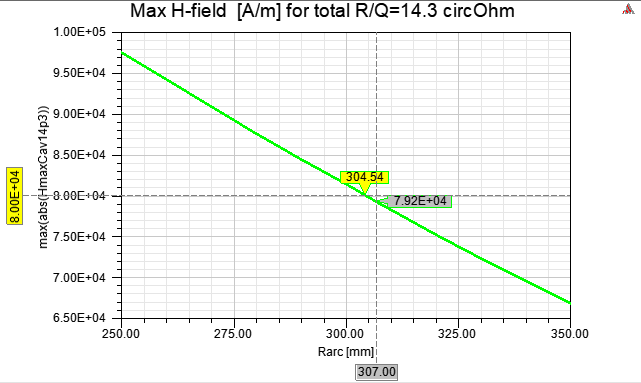 Max H-field [A/m] for total R/Q=14.3 circOhm
1.00E+05
9.50E+04
9.00E+04
8.50E+04
8.00E+04
7.50E+04
7.00E+04
6.50E+04
max(abs(HmaxCav14p3))
8.00E+04
304.54
7.92E+04
250.00 275.00 300.00 325.00 350.00
Rarc [mm]
307.00